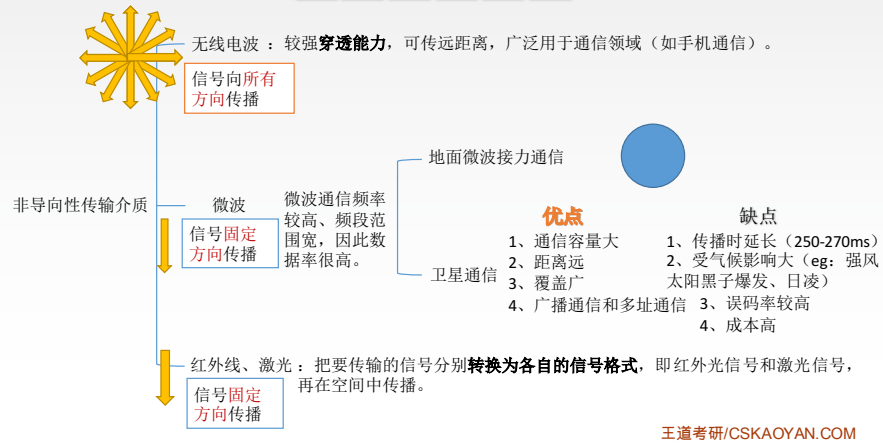 无线电波：较强穿透能力，可传远距离，广泛用于通信领域（如手机通信）。
信号向所有
方向传播
非导向性传输介质
微波
信号固定
方向传播
微波通信频率
较高、频段范
围宽，因此数
据率很高。
地面微波接力通信
卫星通信
优点
1、通信容量大
2、距离远
3、覆盖广
4、广播通信和多址通信
缺点
1、传播时延长（250-270ms）
2、受气候影响大（eg：强风
太阳黑子爆发、日凌）
3、误码率较高
4、成本高
红外线、激光：把要传输的信号分别转换为各自的信号格式，即红外光信号和激光信号，
再在空间中传播。
信号固定
方向传播
王道考研/CSKAOYAN.COM